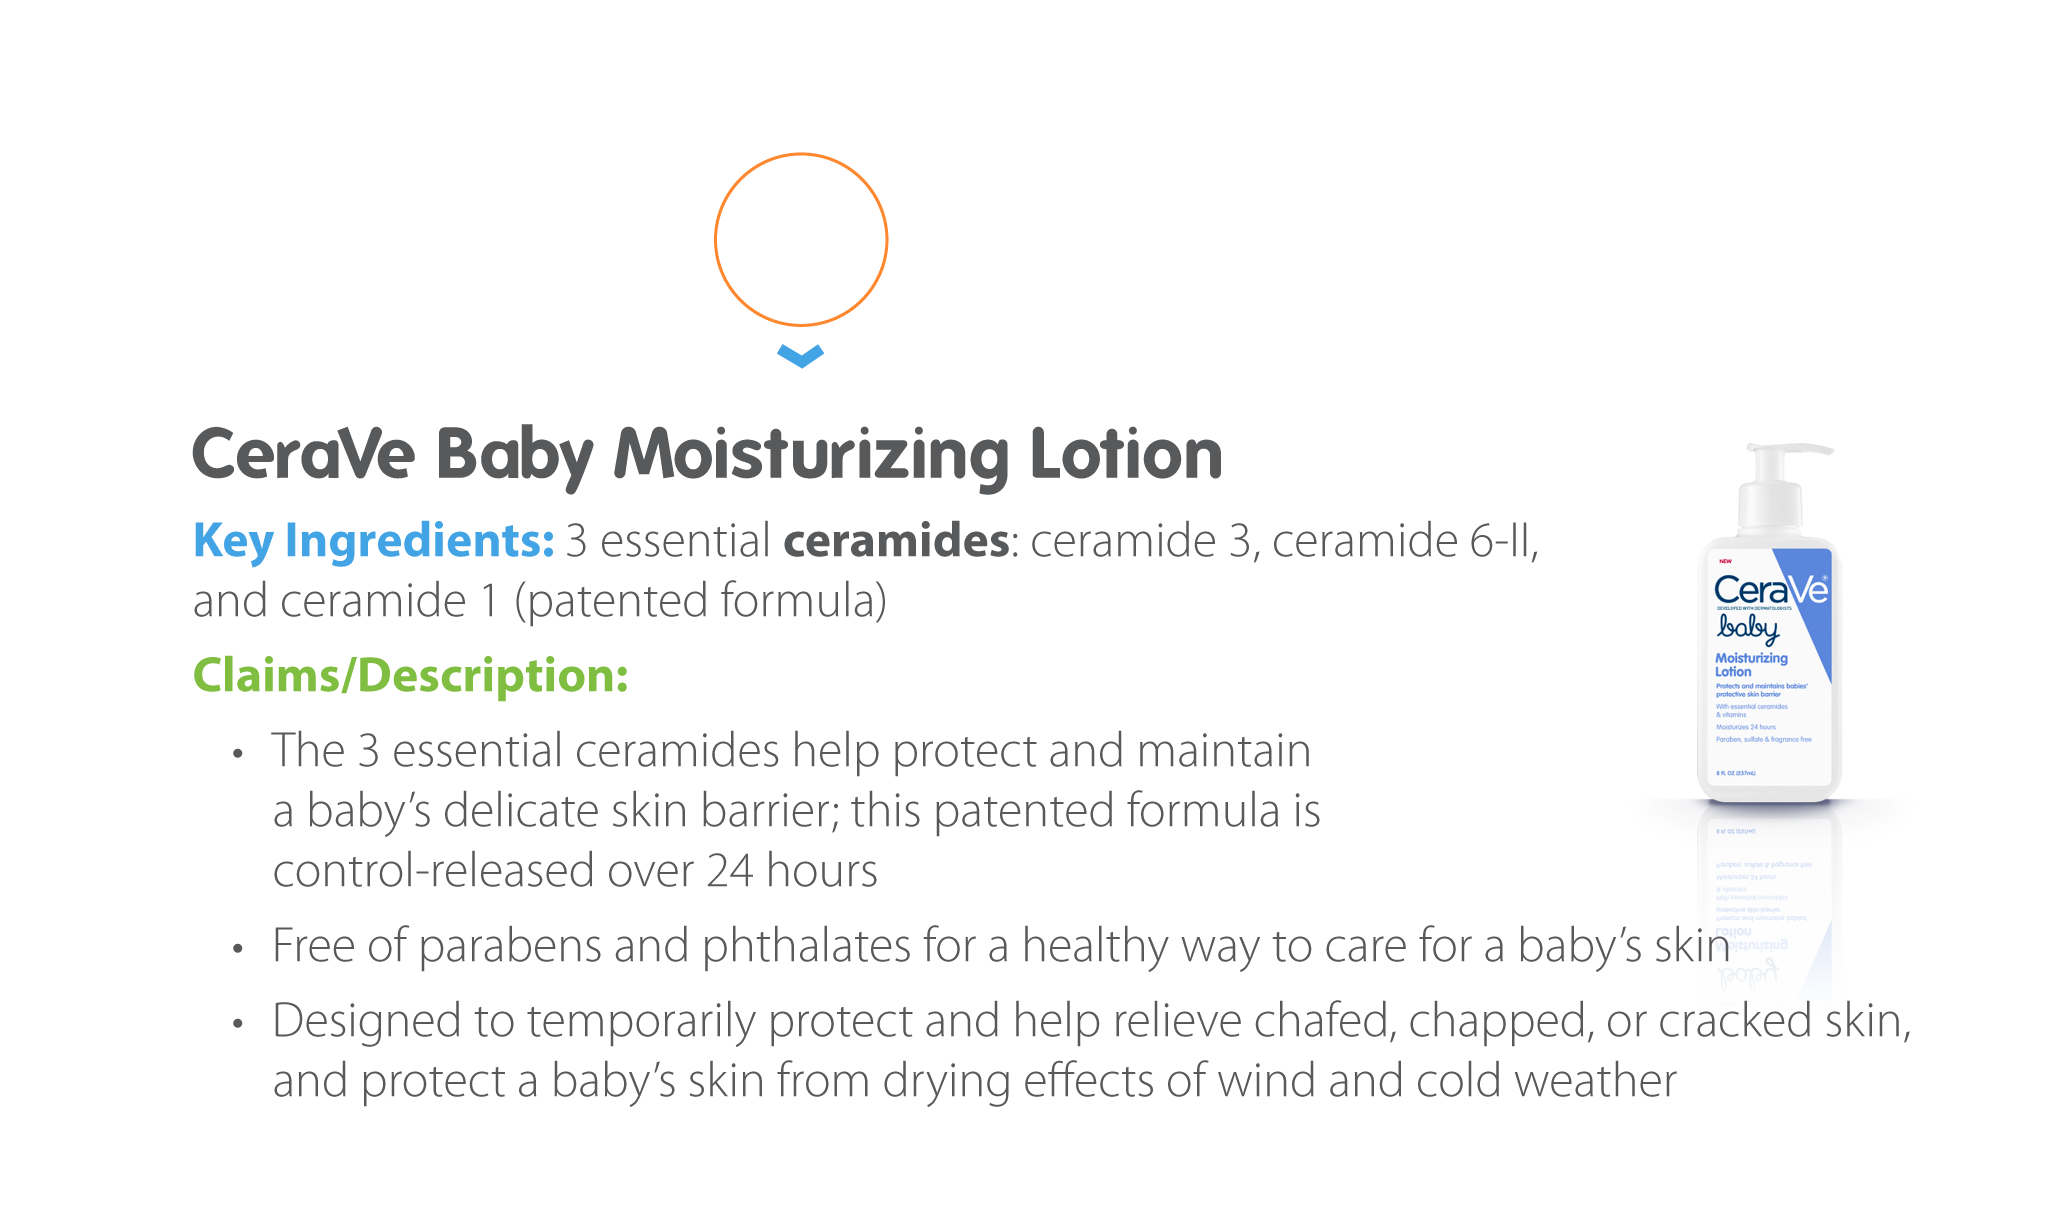 CeraVe Baby Moisturizing Lotion
Key Ingredients: 3 essential ceramides: ceramide 3, ceramide 6-II,
and ceramide 1 (patented formula)
Claims/Description:
• The 3 essential ceramides help protect and maintain
a baby’s delicate skin barrier; this patented formula is
control-released over 24 hours
• Free of parabens and phthalates for a healthy way to care for a baby’s skin
• Designed to temporarily protect and help relieve chafed, chapped, or cracked skin,
and protect a baby’s skin from drying effects of wind and cold weather
NEW
CeraVe®
DEVELOPED WITH DERMATOLOGISTS
baby
Moisturizing
Lotion
Protects and maintains babies’
protective skin barrier
With essential ceramides
& vitamins
Moisturizes 24 hours
Paraben, sulfate & fragrance free
8 FL OZ (237mL)